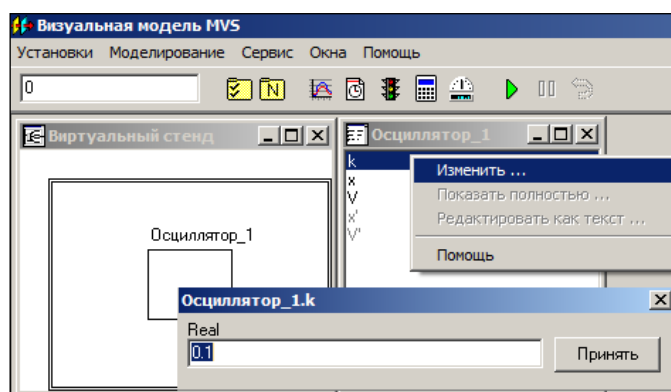 Визуальная модель MVS
Установки Моделирование Сервис Окна Помощь
0
N
Виртуальный стенд
Осциллятор_1
k
x
V
x'
V'
Изменить ...
Показать полностью ...
Редактировать как текст ...
Помощь
Осциллятор_1
Осциллятор_1.k
Real
0.1
Принять